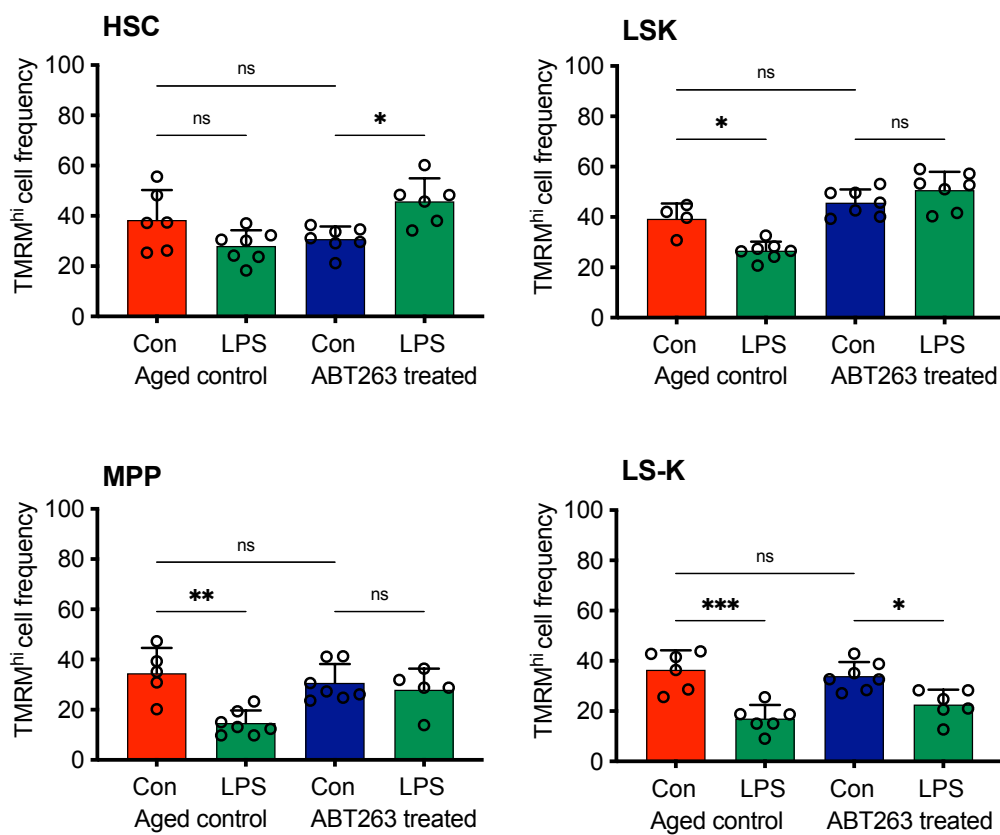 HSC
TMRMhi cell frequency
100
80
60
40
20
0
ns
ns
*
Con LPS Con LPS
Aged control ABT263 treated
LSK
TMRMhi cell frequency
100
80
60
40
20
0
ns
*
ns
Con LPS Con LPS
Aged control ABT263 treated
MPP
TMRMhi cell frequency
100
80
60
40
20
0
ns
**
ns
Con LPS Con LPS
Aged control ABT263 treated
LS-K
TMRMhi cell frequency
100
80
60
40
20
0
ns
***
*
Con LPS Con LPS
Aged control ABT263 treated